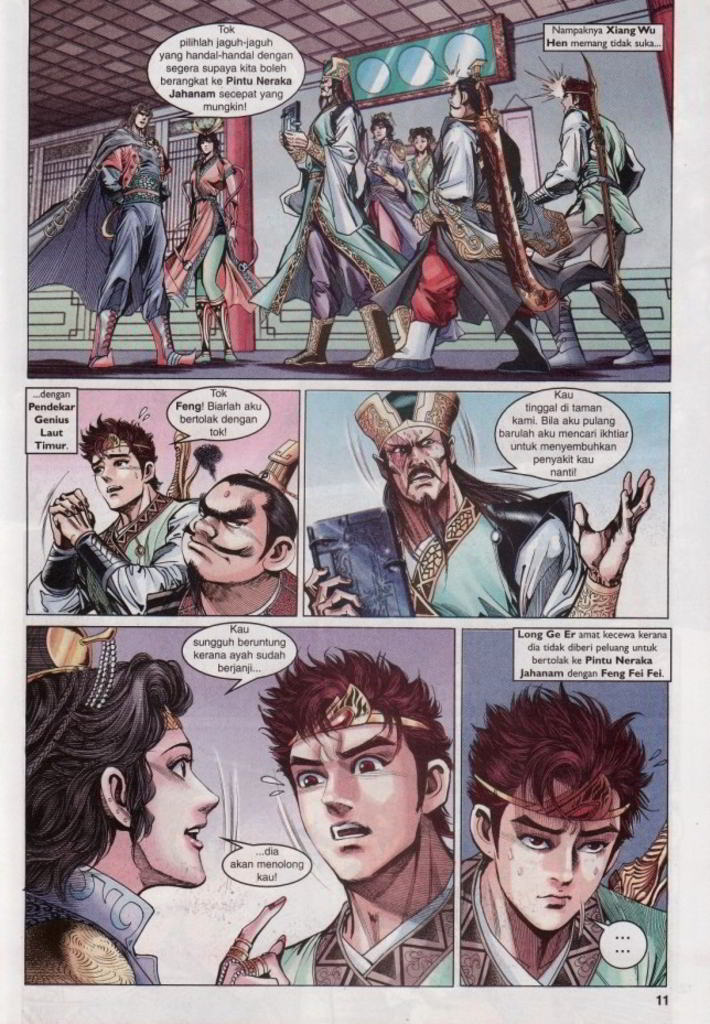 Tok
pilihlah jaguh-jaguh
yang handal-handal dengan
segera supaya kita boleh
berangkat ke Pintu Neraka
Jahanam secepat yang
mungkin!
Nampaknya Xiang Wu
Hen memang tidak suka...
...dengan
Pendekar
Genius
Laut
Timur.
Tok
Feng! Biarlah aku
bertolak dengan
tok!
Kau
tinggal di taman
kami. Bila aku pulang
barulah aku mencari ikhtiar
untuk menyembuhkan
penyakit kau
nanti!
Kau
sungguh beruntung
kerana ayah sudah
berjanji...
...dia
akan menolong
kau!
Long Ge Er amat kecewa kerana
dia tidak diberi peluang untuk
bertolak ke Pintu Neraka
Jahanam dengan Feng Fei Fei.
...
...
11